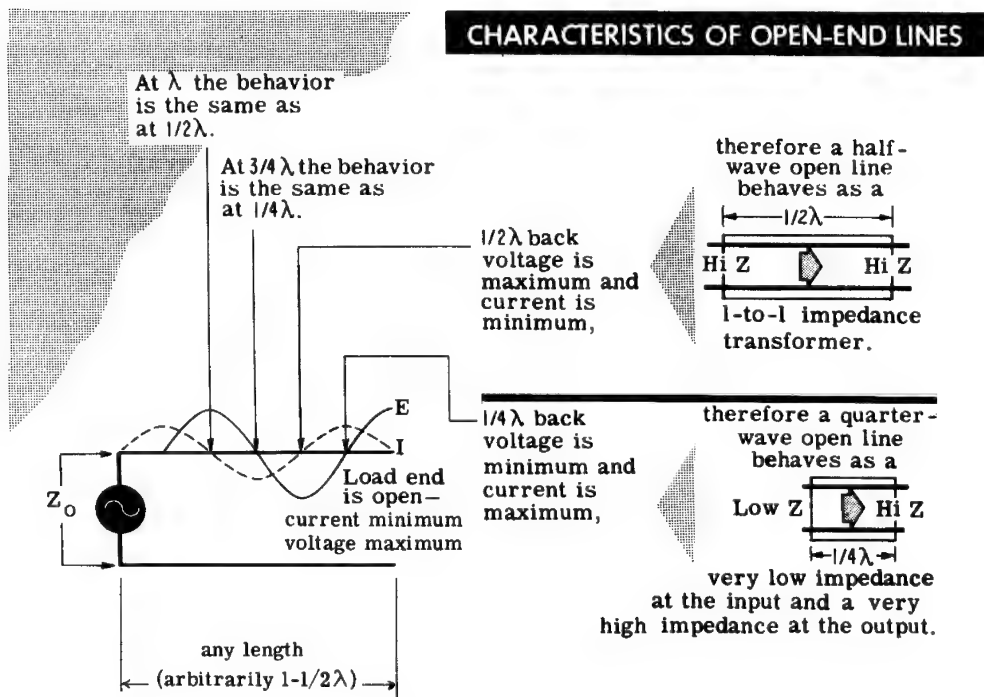 CHARACTERISTICS OF OPEN-END LINES
At λ the behavior
is the same as
at 1/2λ.
At 3/4 λ the behavior
is the same as
at 1/4λ.
1/2λ back
voltage is
maximum and
current is
minimum,
therefore a half-
wave open line
behaves as a
1/2λ
Hi Z
Hi Z
1-to-1 impedance
transformer.
E
I
Load end
is open—
current minimum
voltage maximum
Zo
any length
(arbitrarily 1-1/2λ)
1/4λ back
voltage is
minimum and
current is
maximum,
therefore a quarter-
wave open line
behaves as a
Low Z
Hi Z
1/4λ
very low impedance
at the input and a very
high impedance at the output.